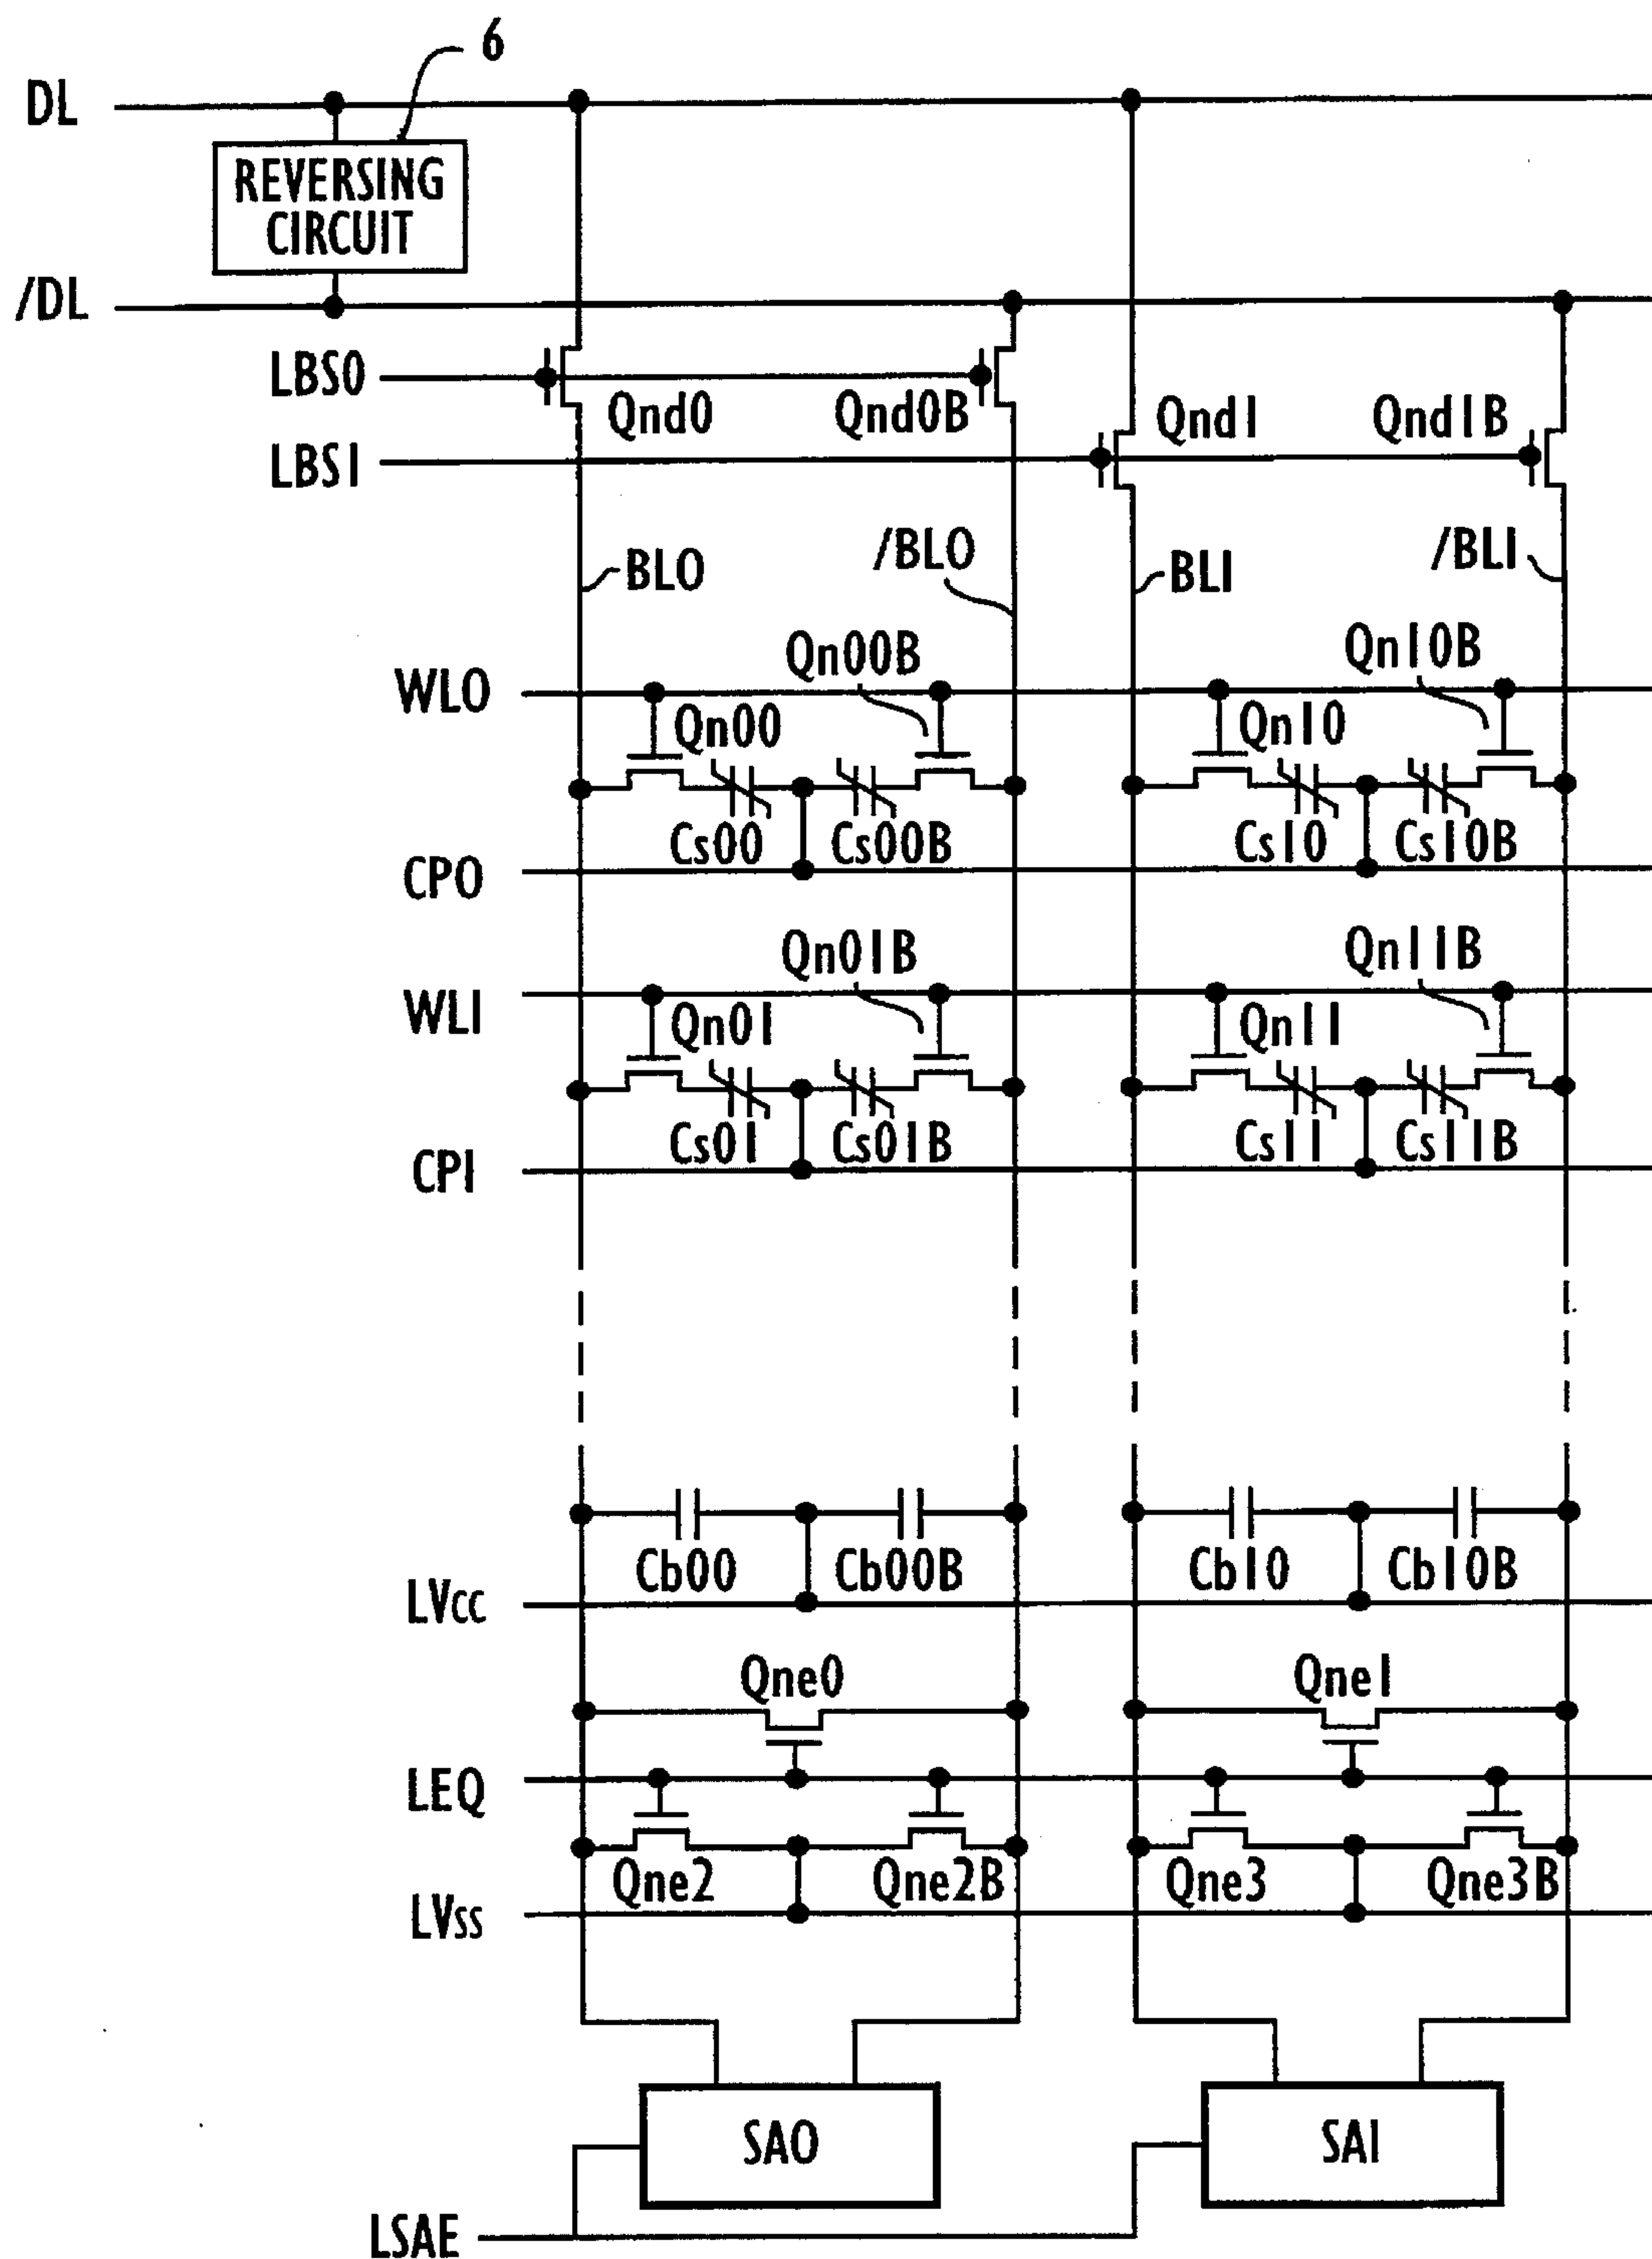 6
DL
REVERSING
CIRCUIT
/DL
LBS0
Qnd0
Qnd0B
Qnd1
Qnd1B
LBS1
BL0
/BL0
BL1
/BL1
Qn00B
Qn10B
WL0
Qn00
Qn10
Cs00
Cs00B
Cs10
Cs10B
CP0
Qn01B
Qn11B
WL1
Qn01
Qn11
Cs01
Cs01B
Cs11
Cs11B
CP1
Cb00
Cb00B
Cb10
Cb10B
LVCC
Qne0
Qne1
LEQ
Qne2
Qne2B
Qne3
Qne3B
LVSS
SA0
SA1
LSAE